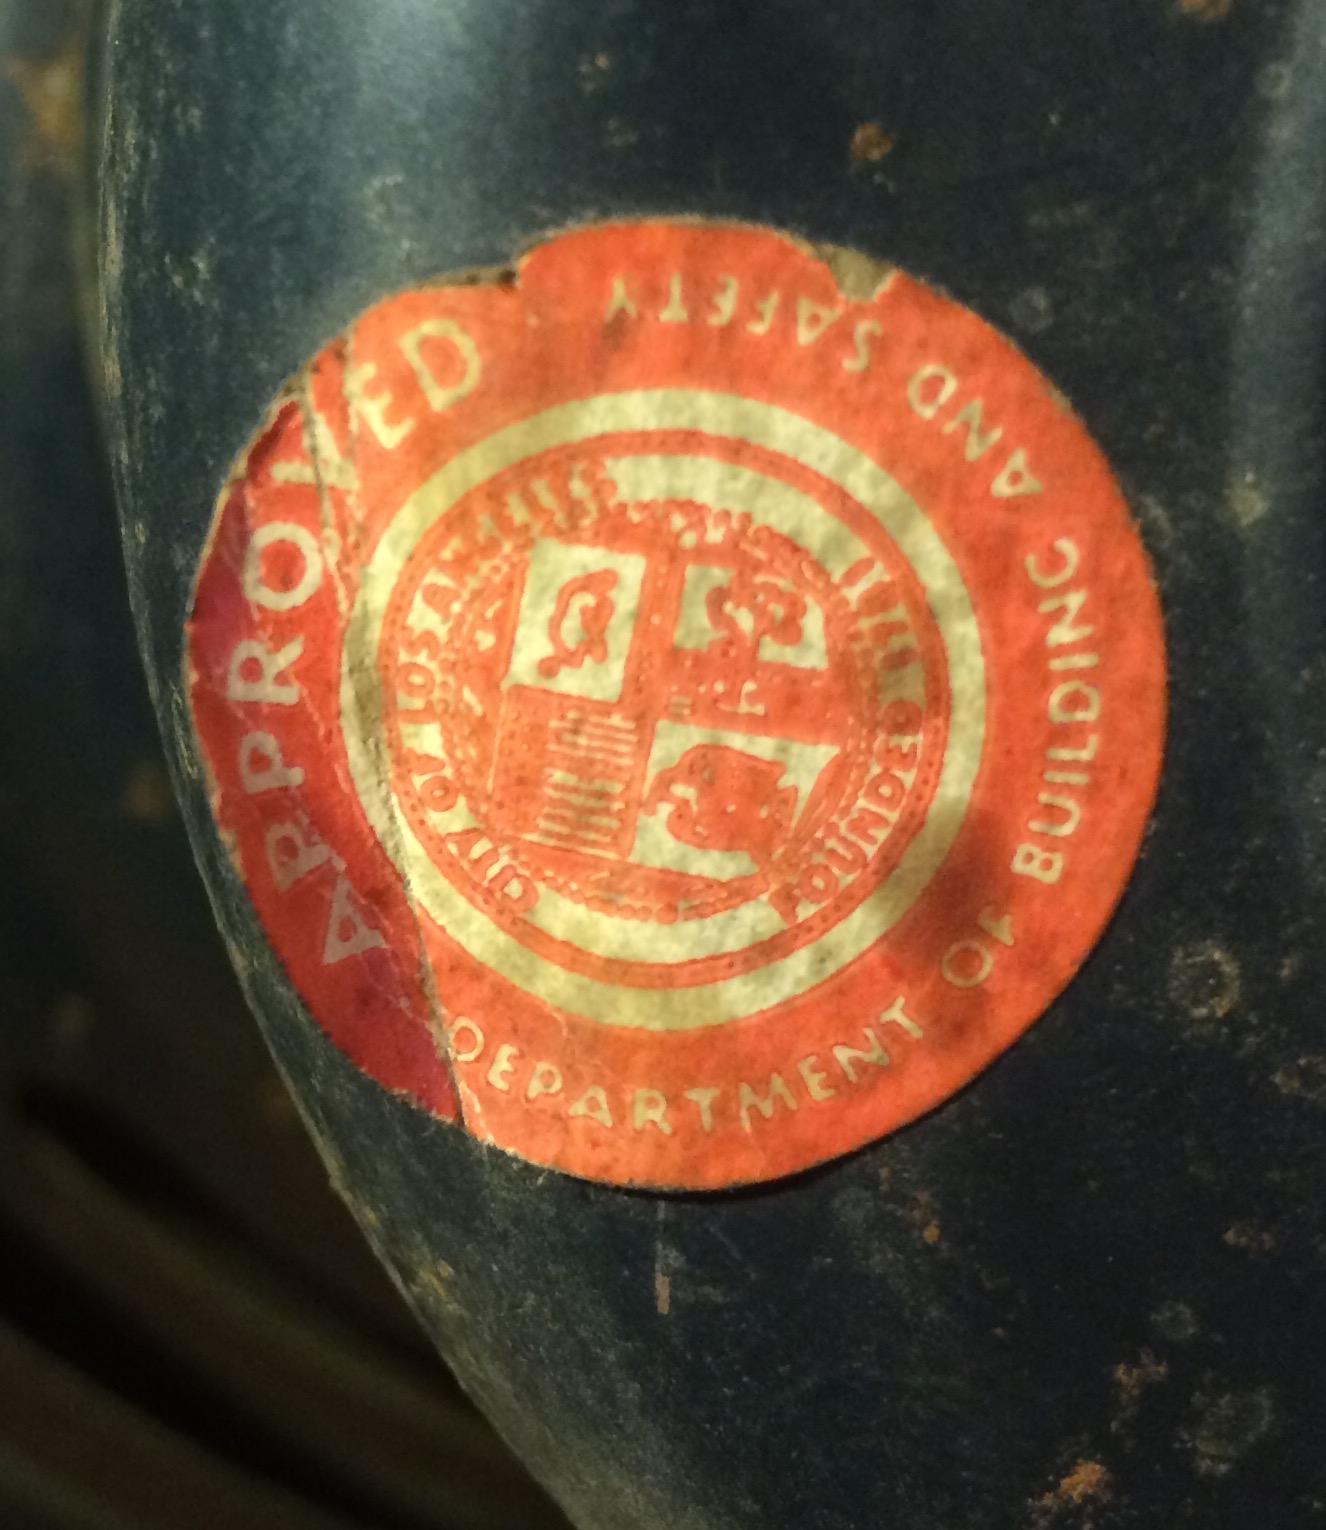 APPROVED
DEPARTMENT OF BUILDING AND SAFETY
CITY OF LOS ANGELES
FOUNDED